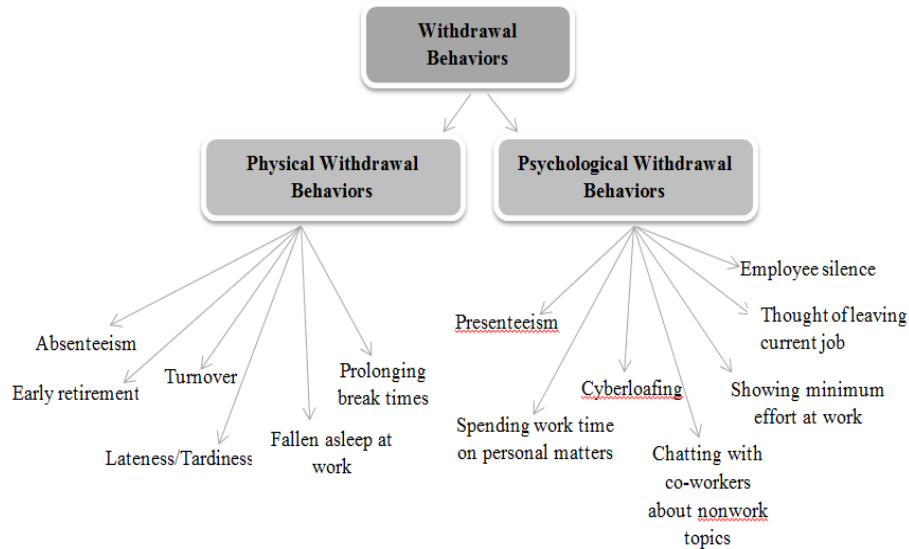 Withdrawal
Behaviors
Physical Withdrawal
Behaviors
Psychological Withdrawal
Behaviors
Absenteeism
Early retirement
Turnover
Lateness/Tardiness
Fallen asleep at
work
Prolonging
break times
Presenteeism
Spending work time
on personal matters
Cyberloafing
Chatting with
co-workers
about nonwork
topics
Showing minimum
effort at work
Thought of leaving
current job
Employee silence